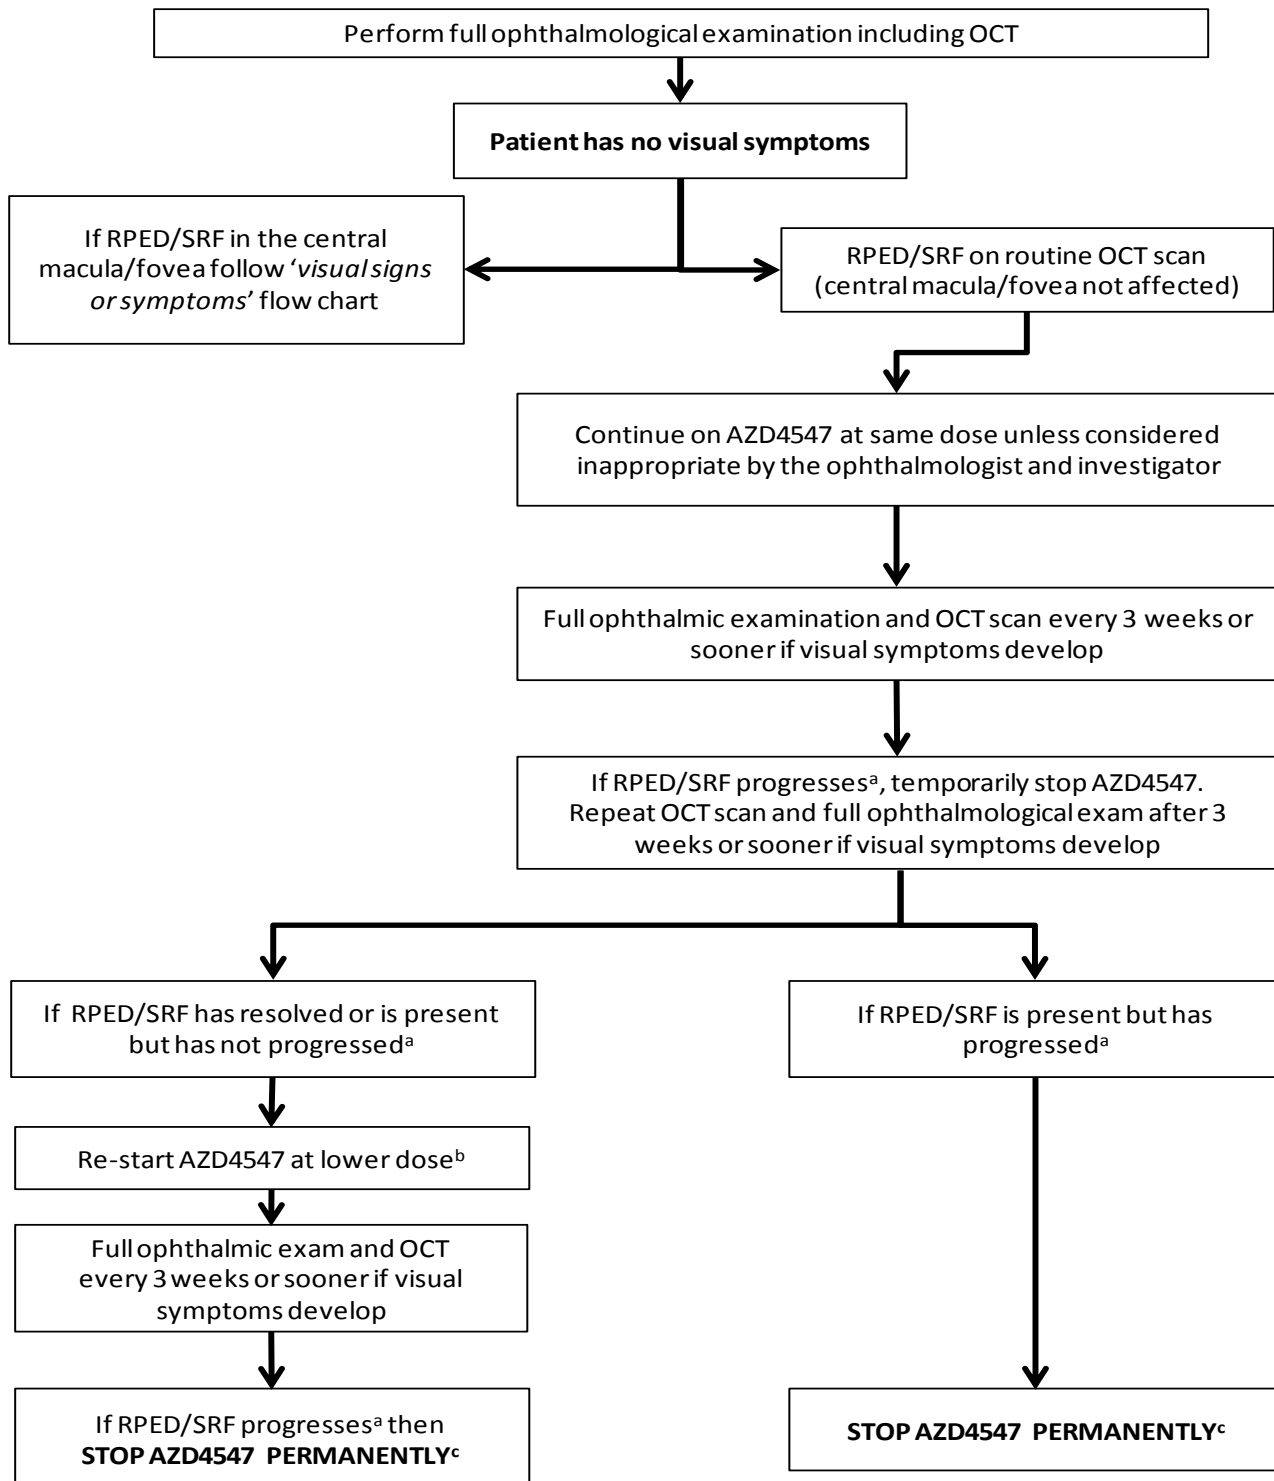 Perform full ophthalmological examination including OCT
Patient has no visual symptoms
If RPED/SRF in the central
macula/fovea follow ‘visual signs
or symptoms’ flow chart
RPED/SRF on routine OCT scan
(central macula/fovea not affected)
Continue on AZD4547 at same dose unless considered
inappropriate by the ophthalmologist and investigator
Full ophthalmic examination and OCT scan every 3 weeks or
sooner if visual symptoms develop
If RPED/SRF progressesᵃ, temporarily stop AZD4547.
Repeat OCT scan and full ophthalmological exam after 3
weeks or sooner if visual symptoms develop
If RPED/SRF has resolved or is present
but has not progressedᵃ
If RPED/SRF is present but has
progressedᵃ
Re-start AZD4547 at lower doseᵇ
Full ophthalmic exam and OCT
every 3 weeks or sooner if visual
symptoms develop
If RPED/SRF progressesᵃ then
STOP AZD4547 PERMANENTLYᶜ
STOP AZD4547 PERMANENTLYᶜ